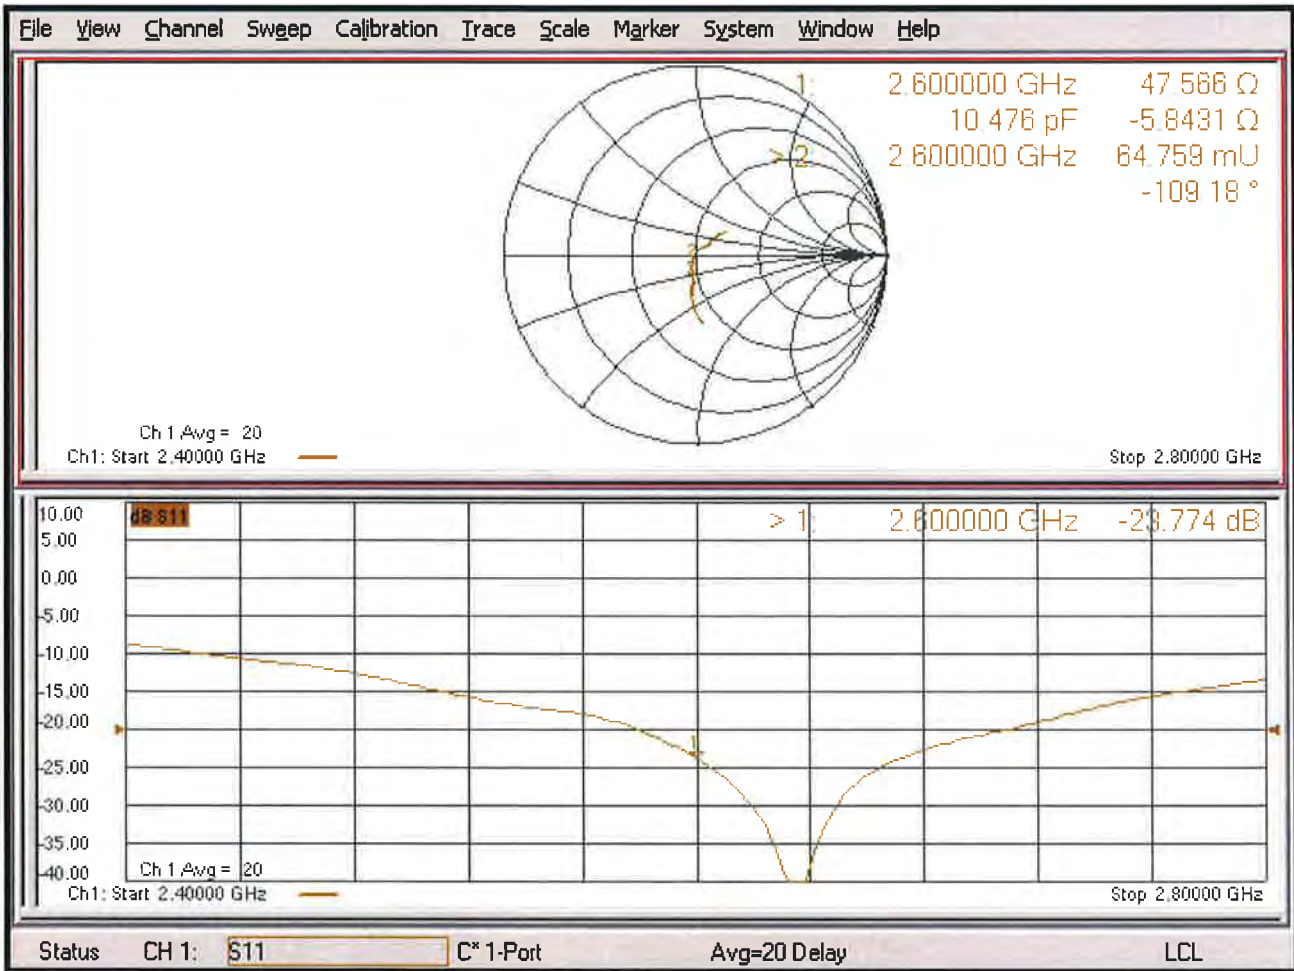 File View Channel Sweep Calibration Trace Scale Marker System Window Help
1: 2.600000 GHz 47.566 Ω
10.476 pF -5.8431 Ω
> 2: 2.600000 GHz 64.759 mU
-109.18 °
Ch 1 Avg = 20
Ch1: Start 2.40000 GHz
Stop 2.80000 GHz
10.00
dB S11
> 1: 2.600000 GHz -23.774 dB
5.00
0.00
-5.00
-10.00
-15.00
-20.00
1
-25.00
-30.00
-35.00
-40.00
Ch 1 Avg = 20
Ch1: Start 2.40000 GHz
Stop 2.80000 GHz
Status CH 1: S11 C* 1-Port Avg=20 Delay LCL